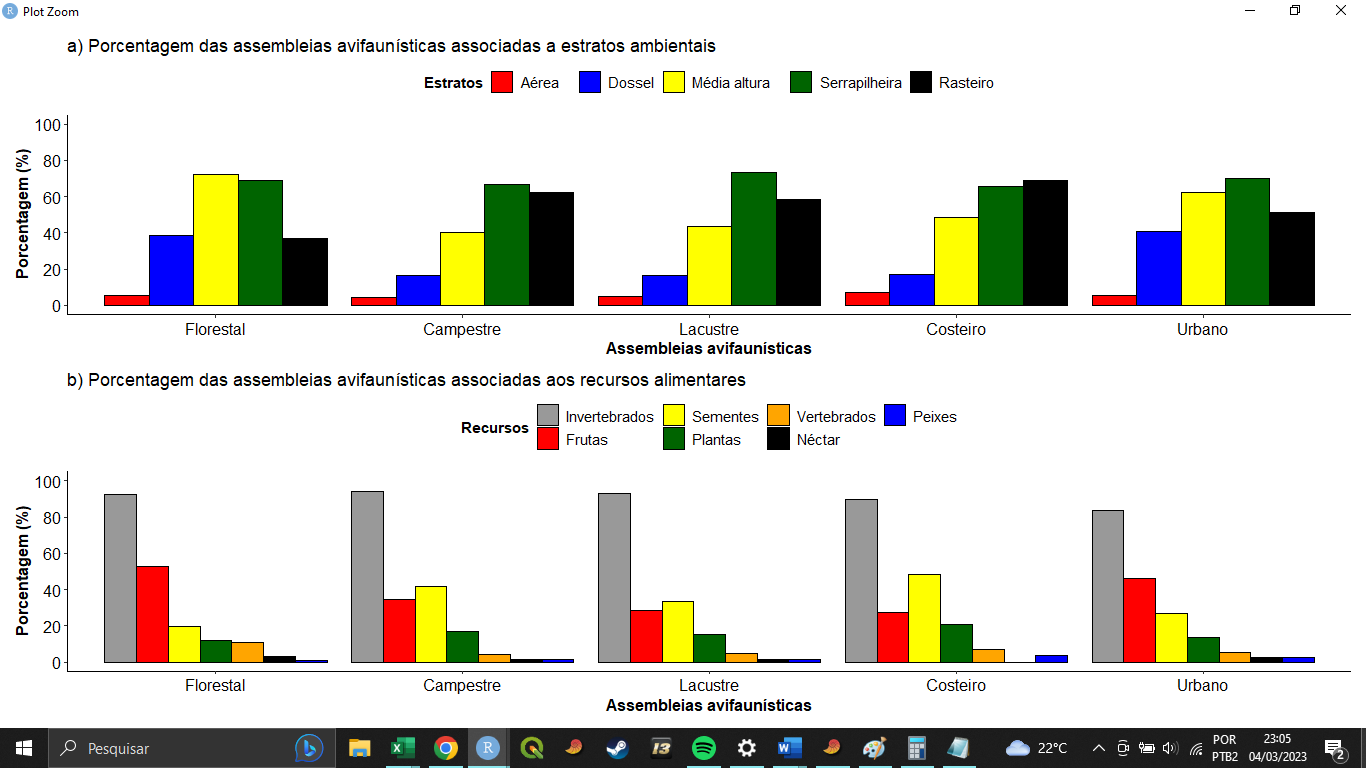 Plot Zoom
a) Porcentagem das assembleias avifaunísticas associadas a estratos ambientais
Estratos Aérea Dossel Média altura Serrapilheira Rasteiro
Porcentagem (%)
100
80
60
40
20
0
Florestal Campestre Lacustre Costeiro Urbano
Assembleias avifaunísticas
b) Porcentagem das assembleias avifaunísticas associadas aos recursos alimentares
Recursos
Invertebrados Sementes Vertebrados Peixes
Frutas Plantas Néctar
Porcentagem (%)
100
80
60
40
20
0
Florestal Campestre Lacustre Costeiro Urbano
Assembleias avifaunísticas
Pesquisar
22°C
POR
PTB2
23:05
04/03/2023
2